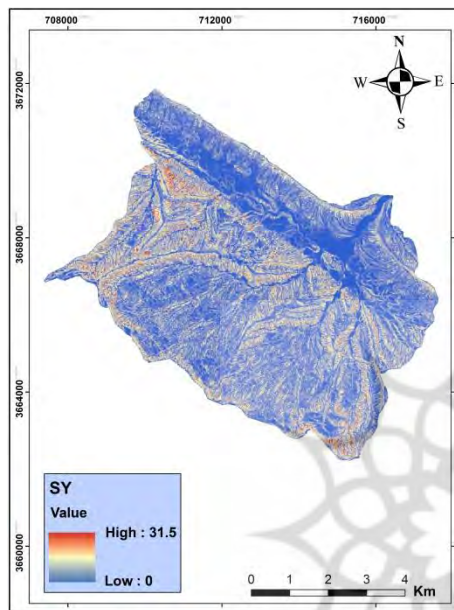 708000 712000 716000
N
W E
S
3672000
3668000
3664000
3660000
SY
Value
High : 31.5
Low : 0
0 1 2 3 4
Km